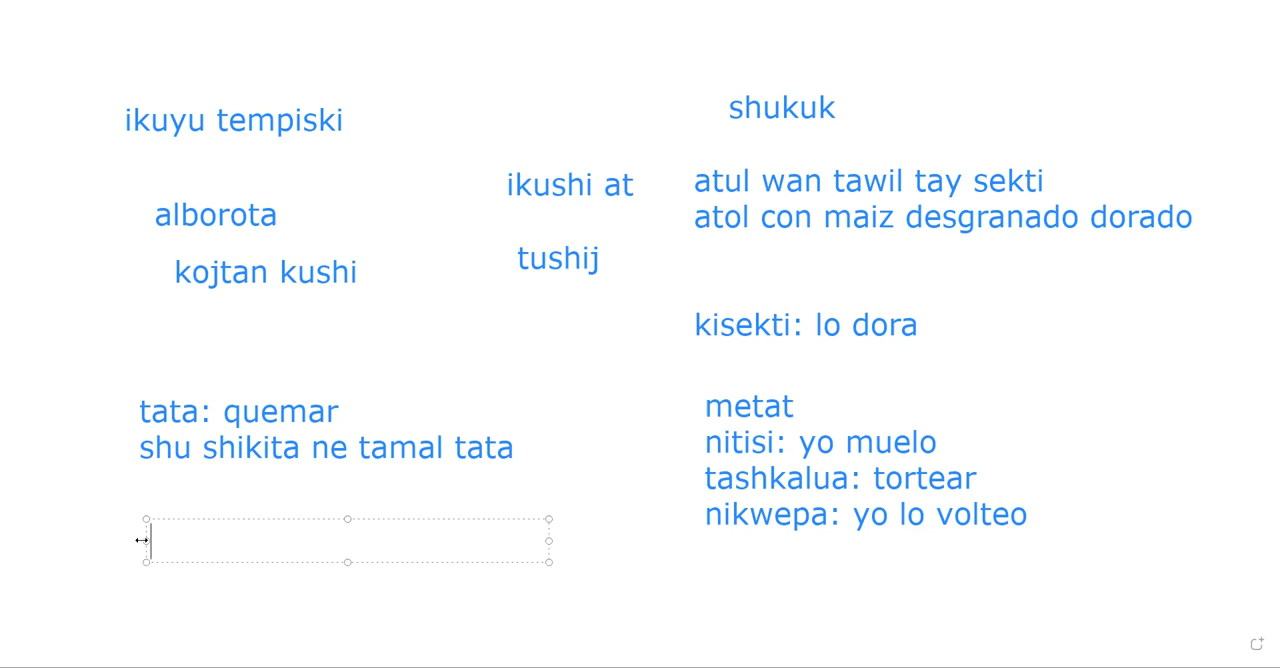 ikuyu tempiski
alborota
kojtan kushi
ikushi at
tushij
tata: quemar
shu shikita ne tamal tata
shukuk
atul wan tawil tay sekti
atol con maiz desgranado dorado
kisekti: lo dora
metat
nitisi: yo muelo
tashkalua: tortear
nikwepa: yo lo volteo